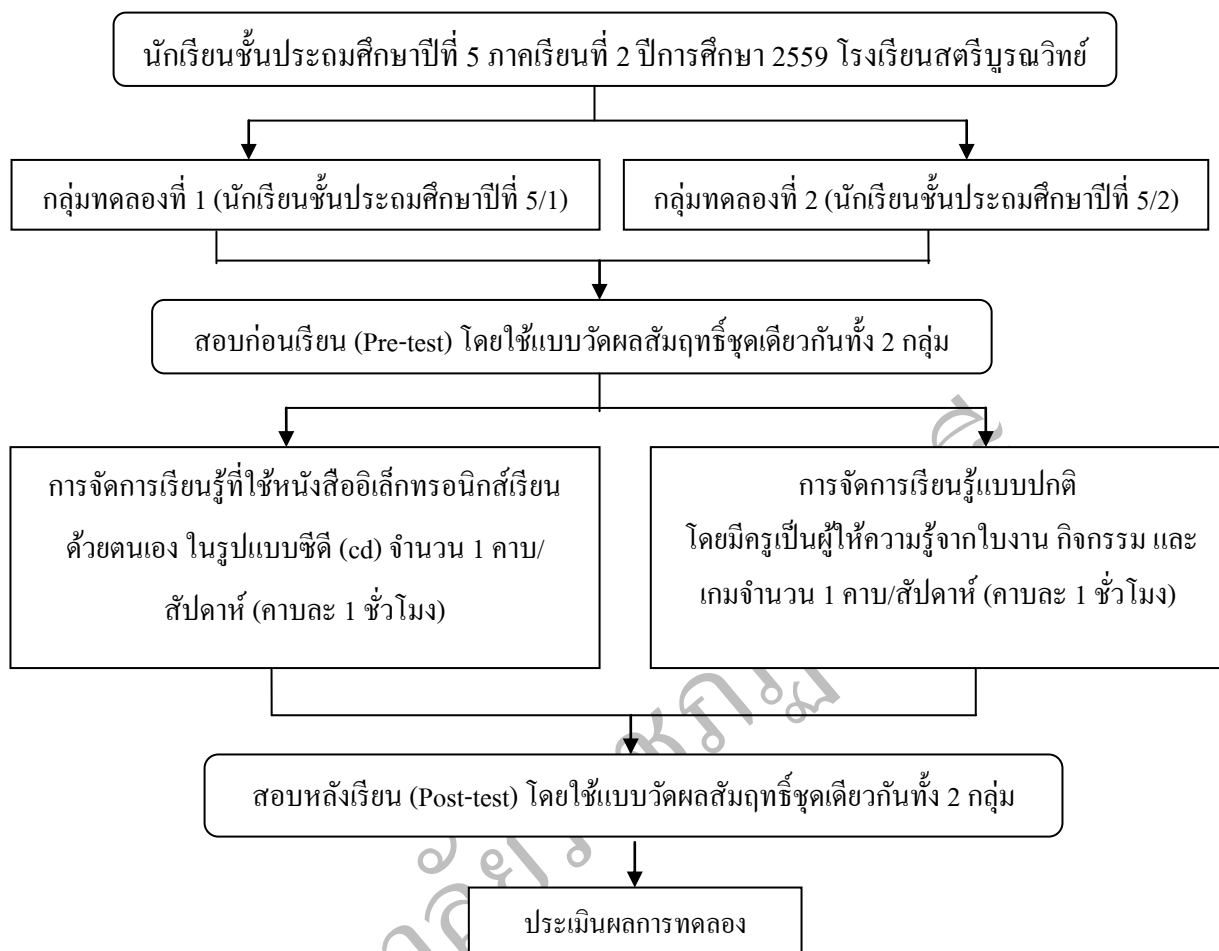 นักเรียนชั้นประถมศึกษาปีที่ 5 ภาคเรียนที่ 2 ปีการศึกษา 2559 โรงเรียนสตรีบูรณวิทย์
กลุ่มทดลองที่ 1 (นักเรียนชั้นประถมศึกษาปีที่ 5/1)
กลุ่มทดลองที่ 2 (นักเรียนชั้นประถมศึกษาปีที่ 5/2)
สอบก่อนเรียน (Pre-test) โดยใช้แบบวัดผลสัมฤทธิ์ชุดเดียวกันทั้ง 2 กลุ่ม
การจัดการเรียนรู้ที่ใช้หนังสืออิเล็กทรอนิกส์เรียน
ด้วยตนเอง ในรูปแบบซีดี (cd) จำนวน 1 คาบ/
สัปดาห์ (คาบละ 1 ชั่วโมง)
การจัดการเรียนรู้แบบปกติ
โดยมีครูเป็นผู้ให้ความรู้จากใบงาน กิจกรรม และ
เกมจำนวน 1 คาบ/สัปดาห์ (คาบละ 1 ชั่วโมง)
สอบหลังเรียน (Post-test) โดยใช้แบบวัดผลสัมฤทธิ์ชุดเดียวกันทั้ง 2 กลุ่ม
ประเมินผลการทดลอง